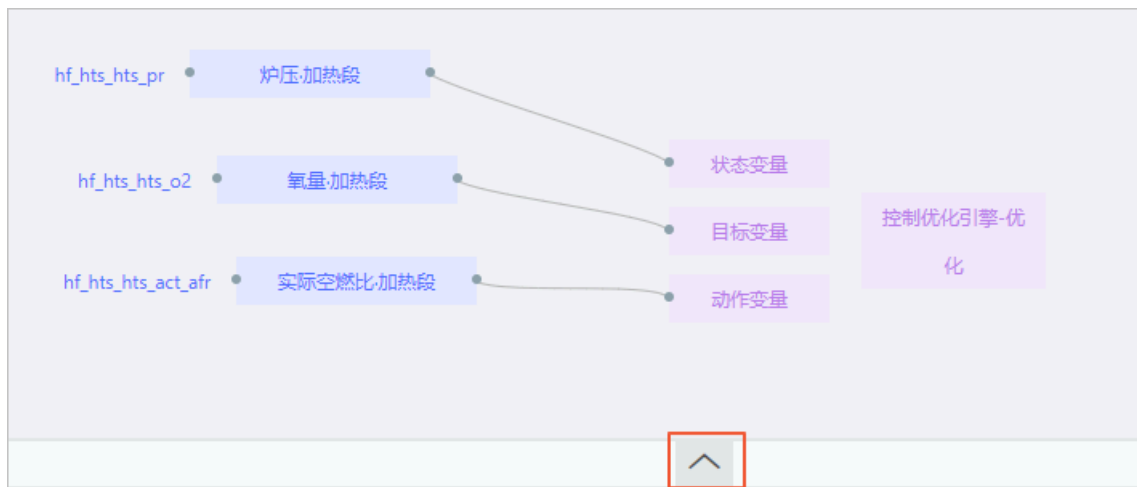 hf_hts_hts_pr
炉压·加热段
hf_hts_hts_o2
氧量·加热段
hf_hts_hts_act_afr
实际空燃比·加热段
状态变量
目标变量
动作变量
控制优化引擎-优
化